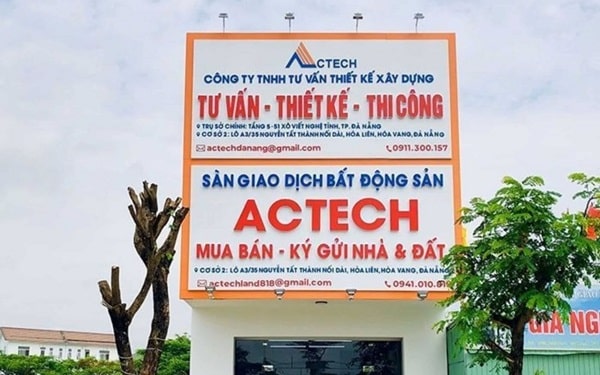 ACTECH
CÔNG TY TNHH TƯ VẤN THIẾT KẾ XÂY DỰNG
TƯ VẤN - THIẾT KẾ - THI CÔNG
TRỤ SỞ CHÍNH: TẦNG 5-51 XÔ VIẾT NGHỆ TĨNH, TP. ĐÀ NẴNG
CƠ SỞ 2: LÔ A3/35 NGUYỄN TẤT THÀNH NỐI DÀI, HÒA LIÊN, HÒA VANG, ĐÀ NẴNG
actechdanang@gmail.com 0911.300.157
SÀN GIAO DỊCH BẤT ĐỘNG SẢN
ACTECH
MUA BÁN - KÝ GỬI NHÀ & ĐẤT
CƠ SỞ 2: LÔ A3/35 NGUYỄN TẤT THÀNH NỐI DÀI, HÒA LIÊN, HÒA VANG, ĐÀ NẴNG
actechland818@gmail.com 0941.010.8
GIA